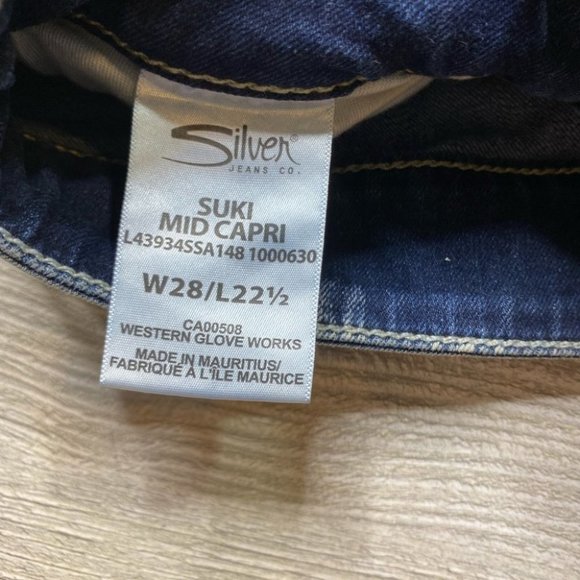 Silver®
JEANS CO.
SUKI
MID CAPRI
L43934SSA148 1000630
W28/L22½
CA00508
WESTERN GLOVE WORKS
MADE IN MAURITIUS/
FABRIQUÉ À L'ÎLE MAURICE